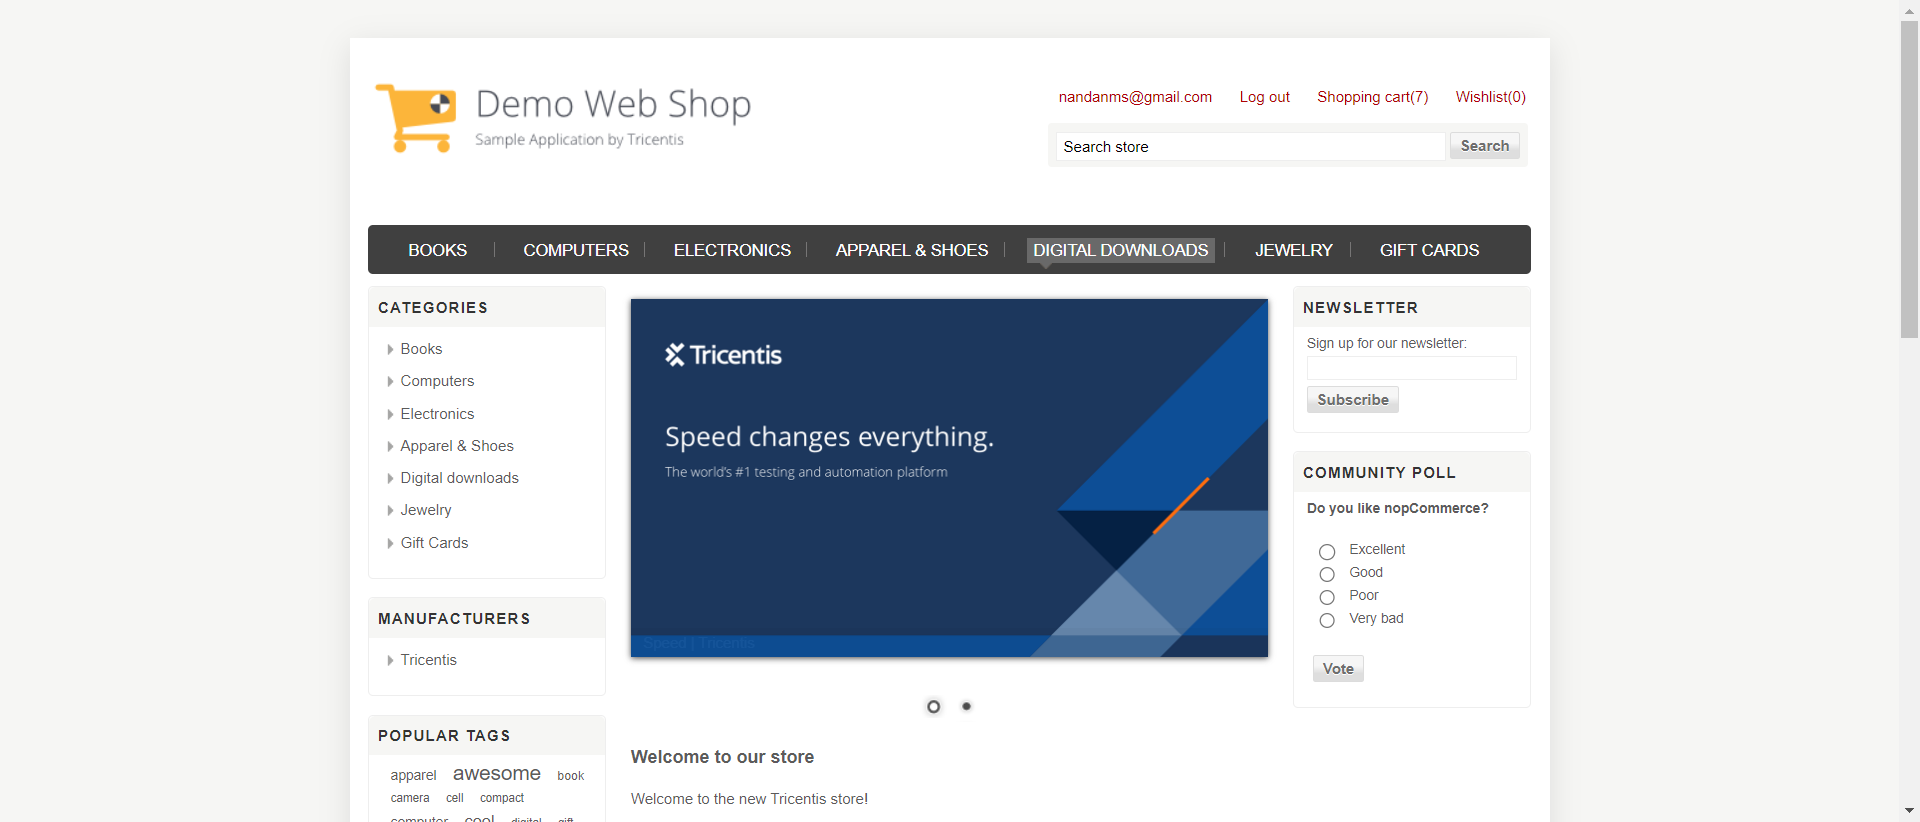 Demo Web Shop
Sample Application by Tricentis
nandanms@gmail.com Log out Shopping cart(7) Wishlist(0)
Search store Search
BOOKS COMPUTERS ELECTRONICS APPAREL & SHOES DIGITAL DOWNLOADS JEWELRY GIFT CARDS
CATEGORIES
Books
Computers
Electronics
Apparel & Shoes
Digital downloads
Jewelry
Gift Cards
MANUFACTURERS
Tricentis
POPULAR TAGS
apparel awesome book
camera cell compact
computer cool digital gift
Tricentis
Speed changes everything.
The world's #1 testing and automation platform
Speed | Tricentis
Welcome to our store
Welcome to the new Tricentis store!
NEWSLETTER
Sign up for our newsletter:
Subscribe
COMMUNITY POLL
Do you like nopCommerce?
Excellent
Good
Poor
Very bad
Vote